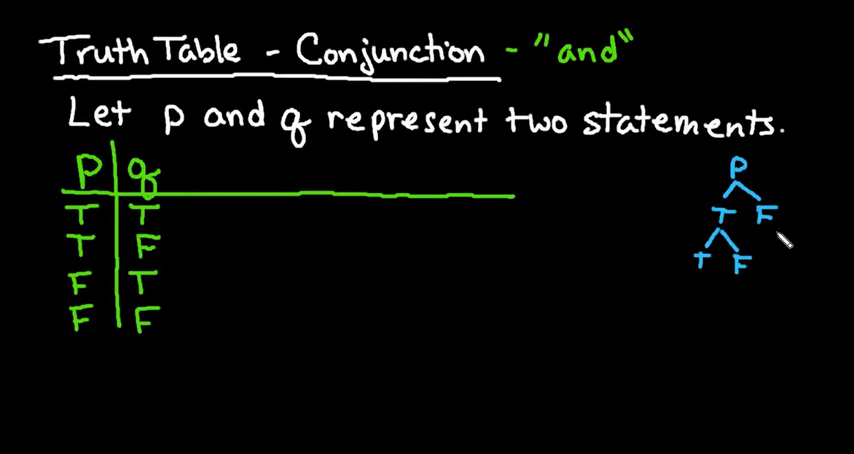 Truth Table - Conjunction - "and"
Let p and q represent two statements.
p q
T T
T F
F T
F F
P
T F
T F